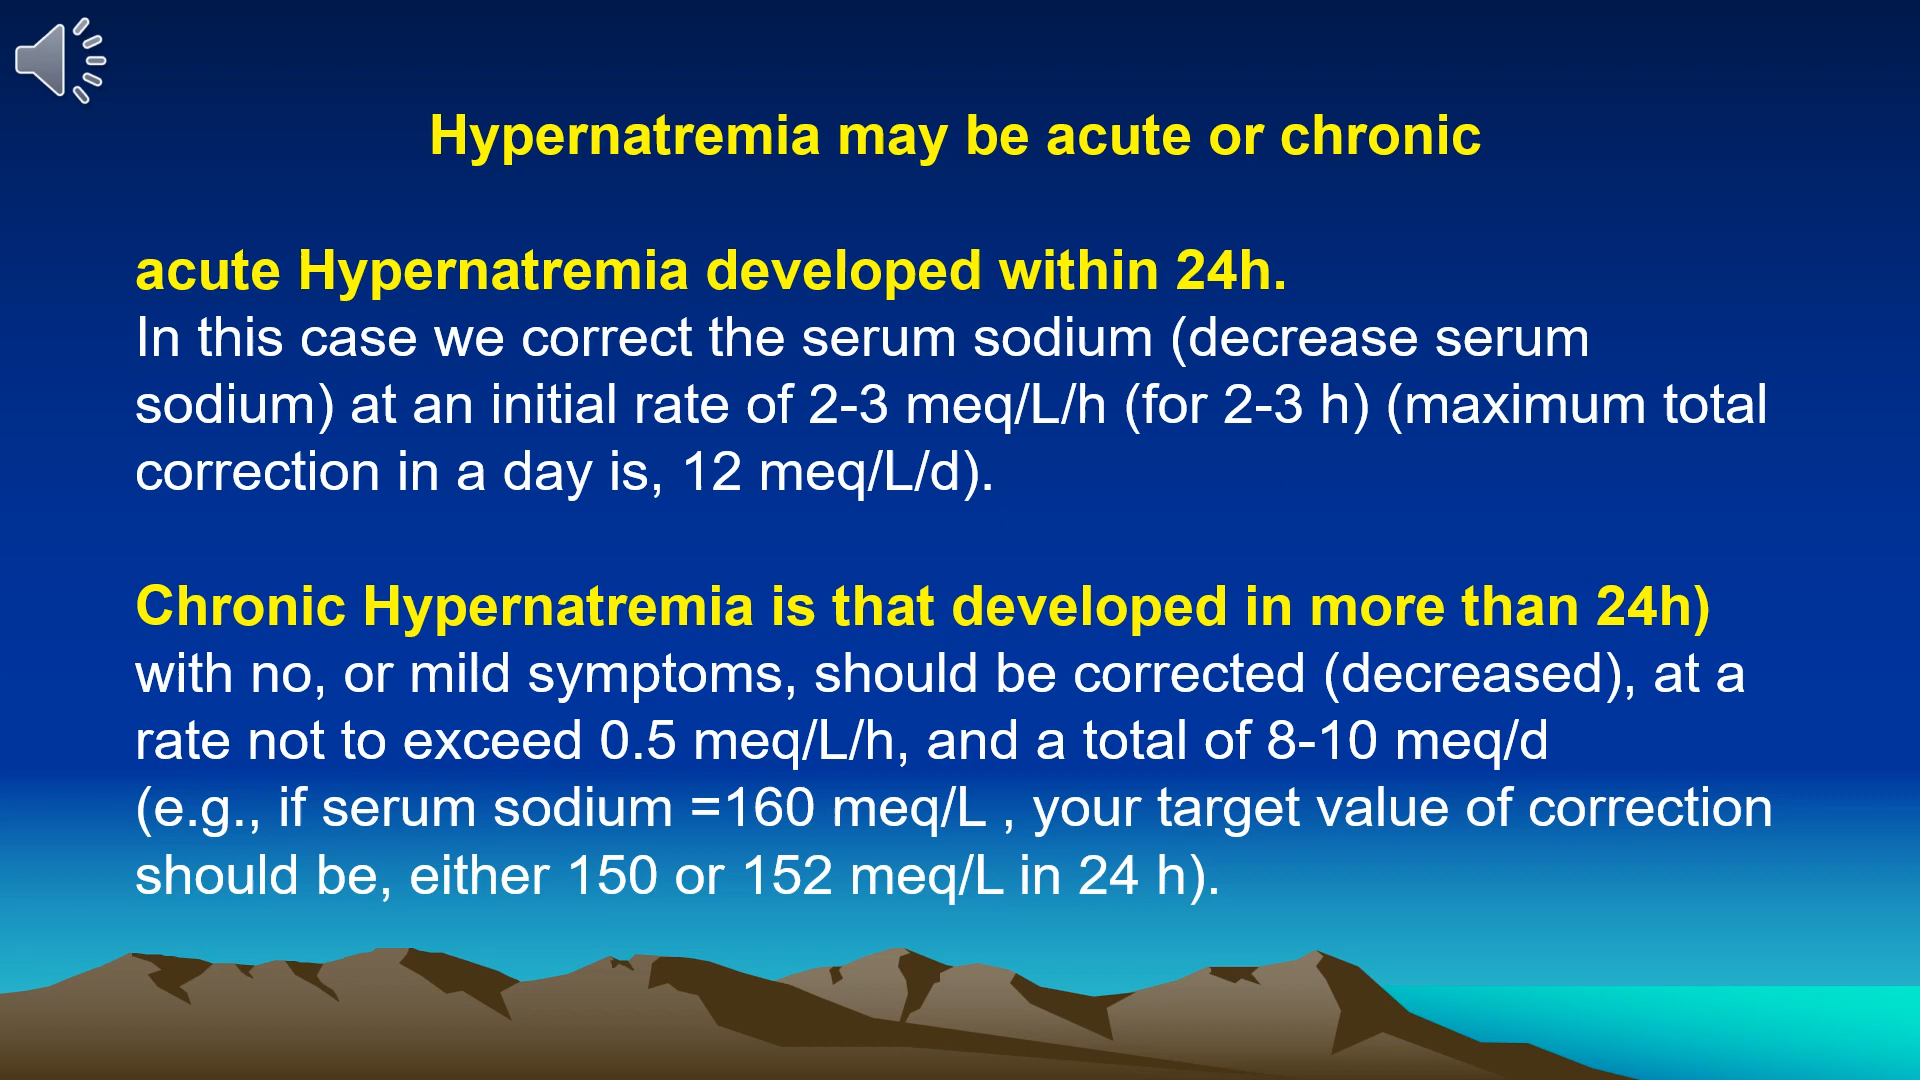 Hypernatremia may be acute or chronic
acute Hypernatremia developed within 24h.
In this case we correct the serum sodium (decrease serum
sodium) at an initial rate of 2-3 meq/L/h (for 2-3 h) (maximum total
correction in a day is, 12 meq/L/d).
Chronic Hypernatremia is that developed in more than 24h)
with no, or mild symptoms, should be corrected (decreased), at a
rate not to exceed 0.5 meq/L/h, and a total of 8-10 meq/d
(e.g., if serum sodium =160 meq/L , your target value of correction
should be, either 150 or 152 meq/L in 24 h).